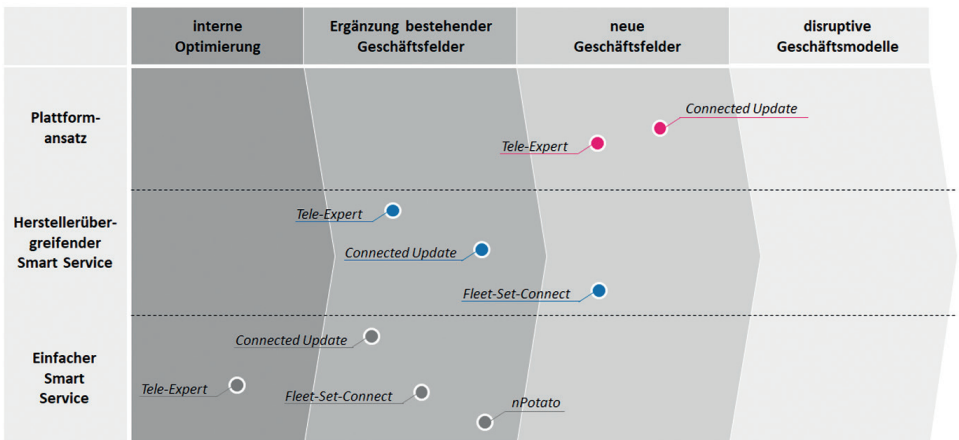 interne
Optimierung
Ergänzung bestehender
Geschäftsfelder
neue
Geschäftsfelder
disruptive
Geschäftsmodelle
Plattform-
ansatz
Connected Update
Tele-Expert
Herstellerüber-
greifender
Smart Service
Tele-Expert
Connected Update
Fleet-Set-Connect
Einfacher
Smart
Service
Connected Update
Tele-Expert
Fleet-Set-Connect
nPotato